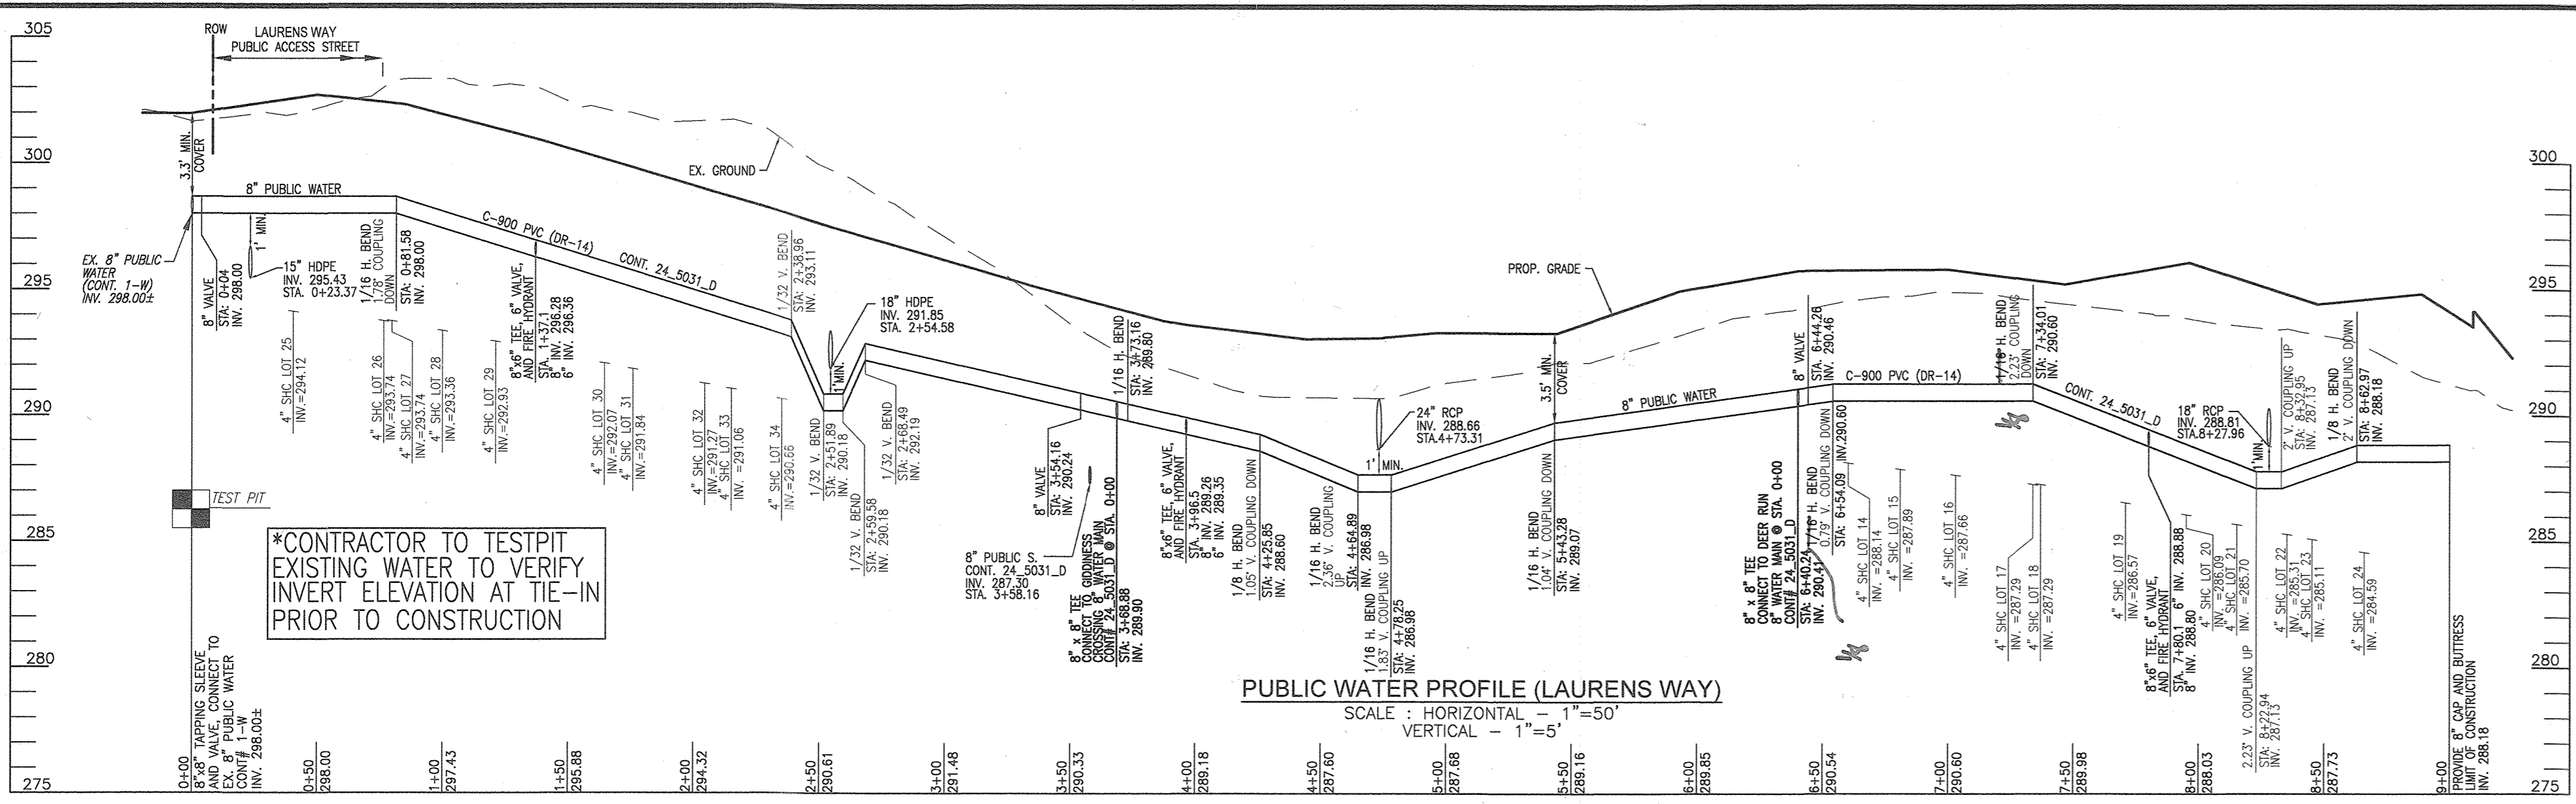 305
300
295
290
285
280
275
ROW
LAURENS WAY
PUBLIC ACCESS STREET
3.3' MIN.
COVER
8" PUBLIC WATER
EX. 8" PUBLIC
WATER
(CONT. 1-W)
INV. 298.00±
8" VALVE
STA: 0+04
INV. 298.00
1' MIN.
15" HDPE
INV. 295.43
STA. 0+23.37
1/16 H. BEND
1.78' COUPLING
DOWN
STA: 0+81.58
INV. 298.00
C-900 PVC (DR-14)
CONT. 24_5031_D
EX. GROUND
8"x6" TEE, 6" VALVE,
AND FIRE HYDRANT
STA. 1+37.1
8" INV. 296.28
6" INV. 296.36
4" SHC LOT 25
INV.=294.12
4" SHC LOT 26
INV.=293.74
4" SHC LOT 27
INV.=293.74
4" SHC LOT 28
INV.=293.36
4" SHC LOT 29
INV.=292.93
4" SHC LOT 30
INV.=292.07
4" SHC LOT 31
INV.=291.84
4" SHC LOT 32
INV.=291.27
4" SHC LOT 33
INV.=291.06
4" SHC LOT 34
INV.=290.66
1/32 V. BEND
STA: 2+38.96
INV. 293.11
18" HDPE
INV. 291.85
STA. 2+54.58
1' MIN.
1/32 V. BEND
STA: 2+51.89
INV. 290.18
1/32 V. BEND
STA: 2+59.58
INV. 290.18
1/32 V. BEND
STA: 2+68.49
INV. 292.19
TEST PIT
*CONTRACTOR TO TESTPIT
EXISTING WATER TO VERIFY
INVERT ELEVATION AT TIE-IN
PRIOR TO CONSTRUCTION
8"x8" TAPPING SLEEVE
AND VALVE, CONNECT TO
EX. 8" PUBLIC WATER
CONT# 1-W
INV. 298.00±
8" VALVE
STA: 3+54.16
INV. 290.24
8" PUBLIC S.
CONT. 24_5031_D
INV. 287.30
STA. 3+58.16
8" x 8" TEE
CONNECT TO GIDDINESS
CROSSING 8" WATER MAIN
CONT# 24_5031_D @ STA. 0+00
STA: 3+68.88
INV. 289.90
1/16 H. BEND
STA: 3+73.16
INV. 289.80
8"x6" TEE, 6" VALVE,
AND FIRE HYDRANT
STA. 3+96.5
8" INV. 289.26
6" INV. 289.35
1/8 H. BEND
1.05' V. COUPLING DOWN
STA: 4+25.85
INV. 288.60
1/16 H. BEND
2.36' V. COUPLING
UP
STA: 4+64.89
INV. 286.98
1' MIN.
24" RCP
INV. 288.66
STA.4+73.31
1/16 H. BEND
1.83' V. COUPLING UP
STA: 4+78.25
INV. 286.98
PROP. GRADE
3.5' MIN.
COVER
1/16 H. BEND
1.04' V. COUPLING DOWN
STA: 5+43.28
INV. 289.07
8" PUBLIC WATER
8" x 8" TEE
CONNECT TO DEER RUN
8" WATER MAIN @ STA. 0+00
CONT# 24_5031_D
STA: 6+40.24
INV. 290.41
8" VALVE
STA: 6+44.26
INV. 290.46
1/16 H. BEND
0.79' V. COUPLING DOWN
STA: 6+54.09
INV.290.60
1/8
C-900 PVC (DR-14)
1/16 H. BEND
2.23' COUPLING
DOWN
STA: 7+34.01
INV. 290.60
1/8
CONT. 24_5031_D
4" SHC LOT 14
INV.=288.14
4" SHC LOT 15
INV.=287.89
4" SHC LOT 16
INV.=287.66
4" SHC LOT 17
INV.=287.29
4" SHC LOT 18
INV.=287.29
4" SHC LOT 19
INV.=286.57
8"x6" TEE, 6" VALVE,
AND FIRE HYDRANT
STA. 7+80.1 6" INV. 288.88
8" INV. 288.80
4" SHC LOT 20
INV.=286.09
4" SHC LOT 21
INV.=285.70
18" RCP
INV. 288.81
STA.8+27.96
1' MIN.
2.23' V. COUPLING UP
STA: 8+22.94
INV. 287.13
2' V. COUPLING UP
STA: 8+32.95
INV. 287.13
1/8 H. BEND
2' V. COUPLING DOWN
STA: 8+62.97
INV. 288.18
4" SHC LOT 22
INV.=285.31
4" SHC LOT 23
INV.=285.11
4" SHC LOT 24
INV.=284.59
PROVIDE 8" CAP AND BUTTRESS
LIMIT OF CONSTRUCTION
INV. 288.18
300
295
290
285
280
275
PUBLIC WATER PROFILE (LAURENS WAY)
SCALE : HORIZONTAL - 1"=50'
VERTICAL - 1"=5'
0+00
0+50
298.00
1+00
297.43
1+50
295.88
2+00
294.32
2+50
290.61
3+00
291.48
3+50
290.33
4+00
289.18
4+50
287.60
5+00
287.68
5+50
289.16
6+00
289.85
6+50
290.54
7+00
290.60
7+50
289.98
8+00
288.03
8+50
287.73
9+00